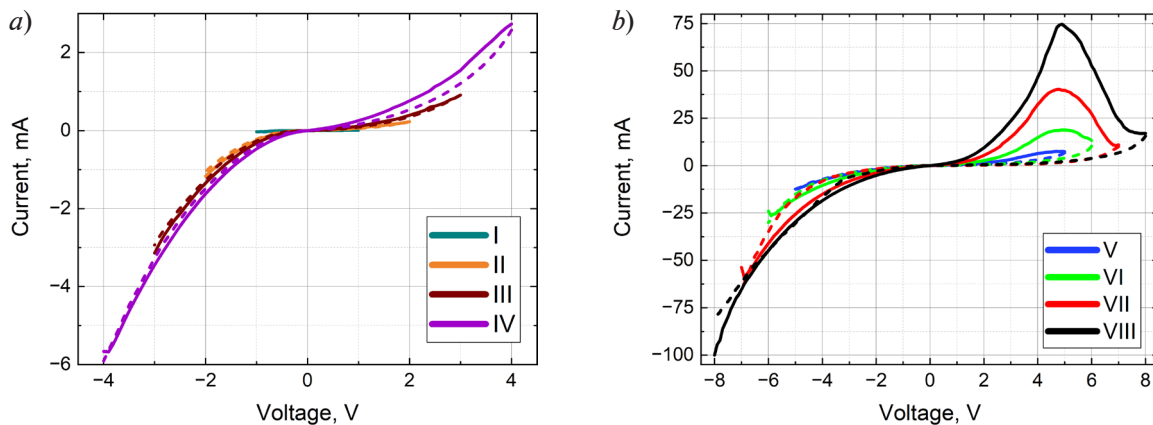 a)
Current, mA
2
0
−2
−4
−6
−4
−2
0
2
4
Voltage, V
I
II
III
IV
b)
Current, mA
75
50
25
0
−25
−50
−75
−100
−8
−6
−4
−2
0
2
4
6
8
Voltage, V
V
VI
VII
VIII